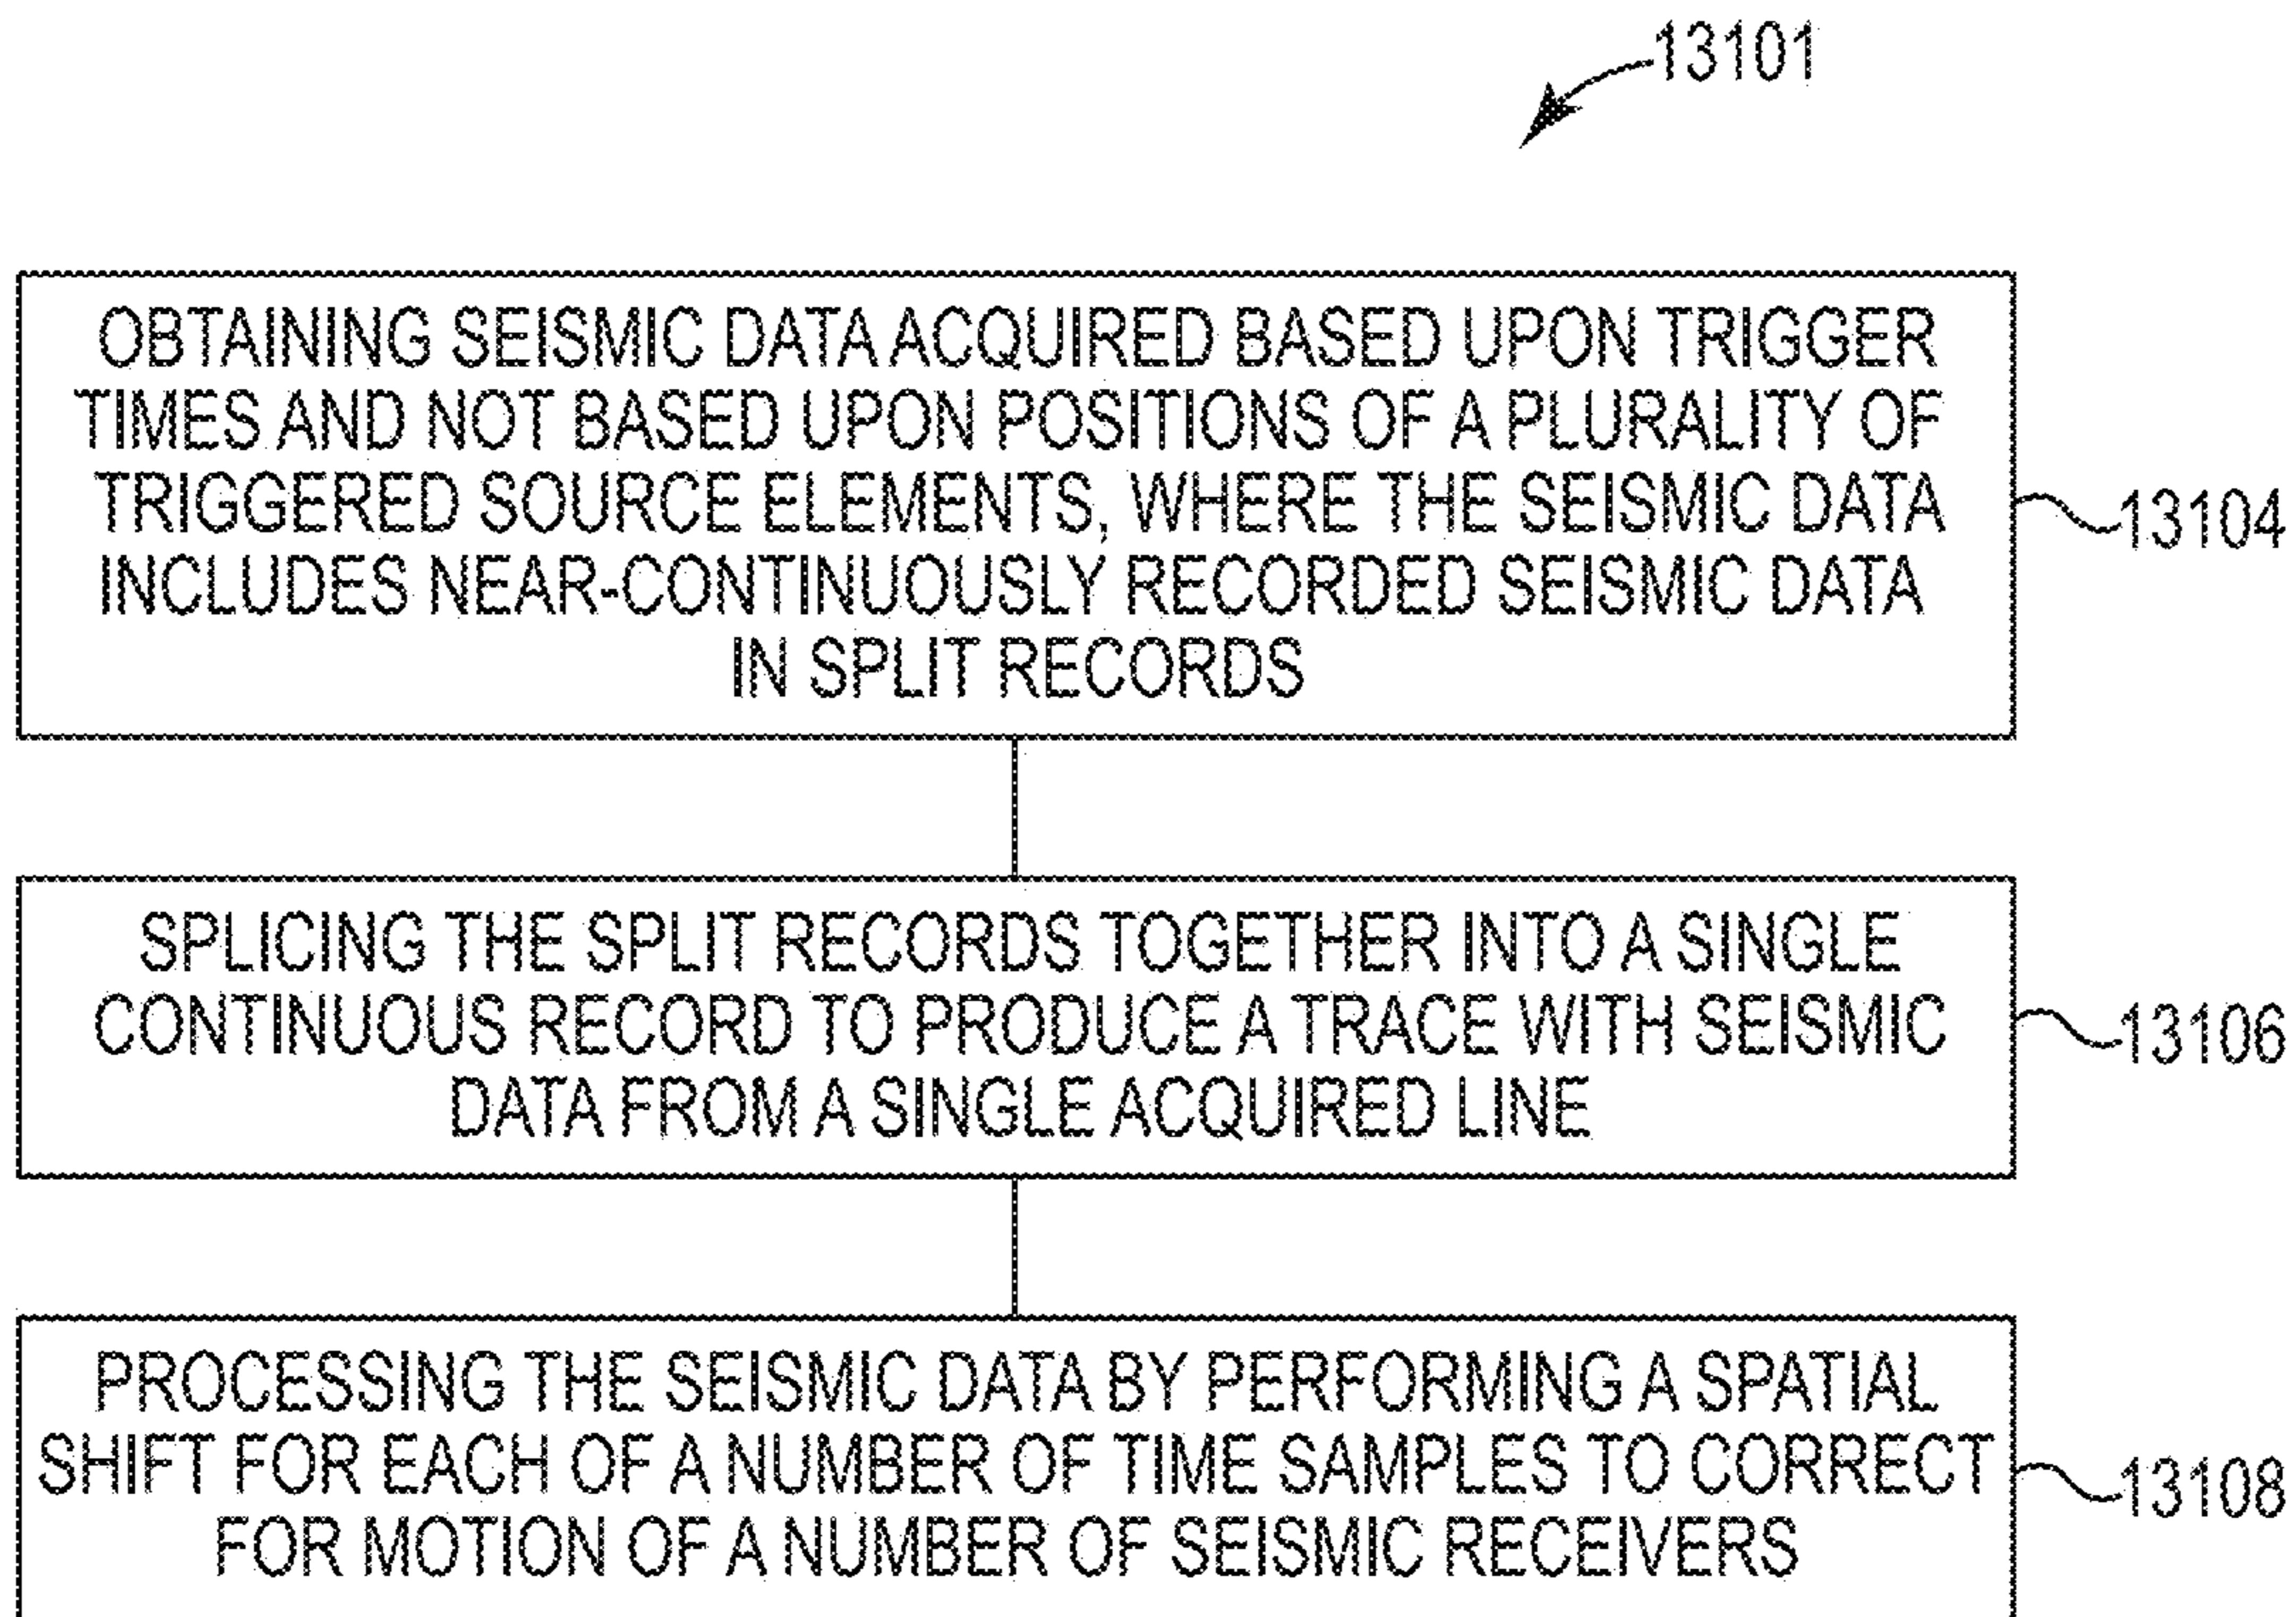 13101
OBTAINING SEISMIC DATA ACQUIRED BASED UPON TRIGGER
TIMES AND NOT BASED UPON POSITIONS OF A PLURALITY OF
TRIGGERED SOURCE ELEMENTS, WHERE THE SEISMIC DATA
INCLUDES NEAR-CONTINUOUSLY RECORDED SEISMIC DATA
IN SPLIT RECORDS
13104
SPLICING THE SPLIT RECORDS TOGETHER INTO A SINGLE
CONTINUOUS RECORD TO PRODUCE A TRACE WITH SEISMIC
DATA FROM A SINGLE ACQUIRED LINE
13106
PROCESSING THE SEISMIC DATA BY PERFORMING A SPATIAL
SHIFT FOR EACH OF A NUMBER OF TIME SAMPLES TO CORRECT
FOR MOTION OF A NUMBER OF SEISMIC RECEIVERS
13108